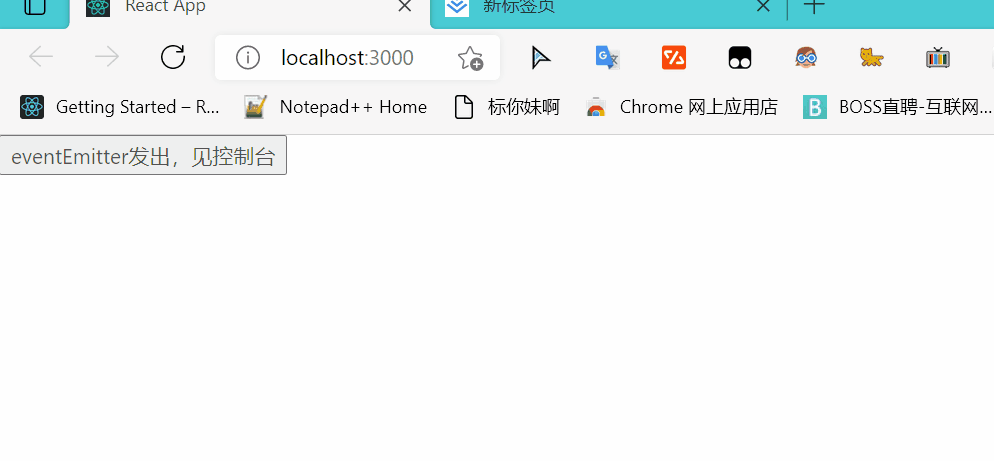 React App
新标签页
localhost:3000
Getting Started – R...
Notepad++ Home
标你妹啊
Chrome 网上应用店
B BOSS直聘-互联网...
eventEmitter发出，见控制台